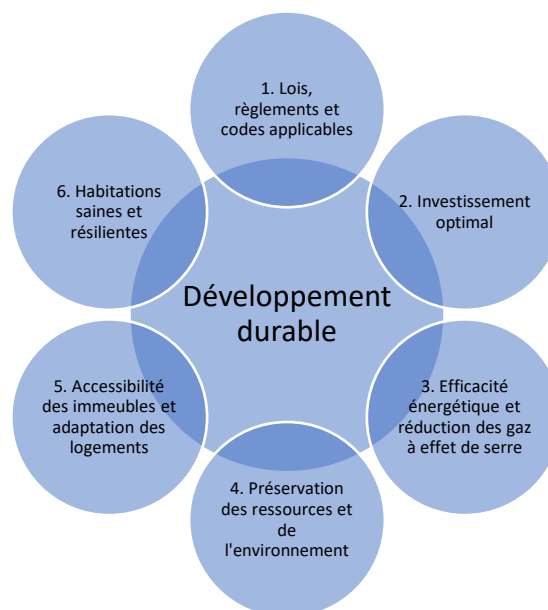 1. Lois,
règlements et
codes applicables
2. Investissement
optimal
3. Efficacité
énergétique et
réduction des gaz
à effet de serre
4. Préservation
des ressources et
de
l'environnement
5. Accessibilité
des immeubles et
adaptation des
logements
6. Habitations
saines et
résilientes
Développement
durable